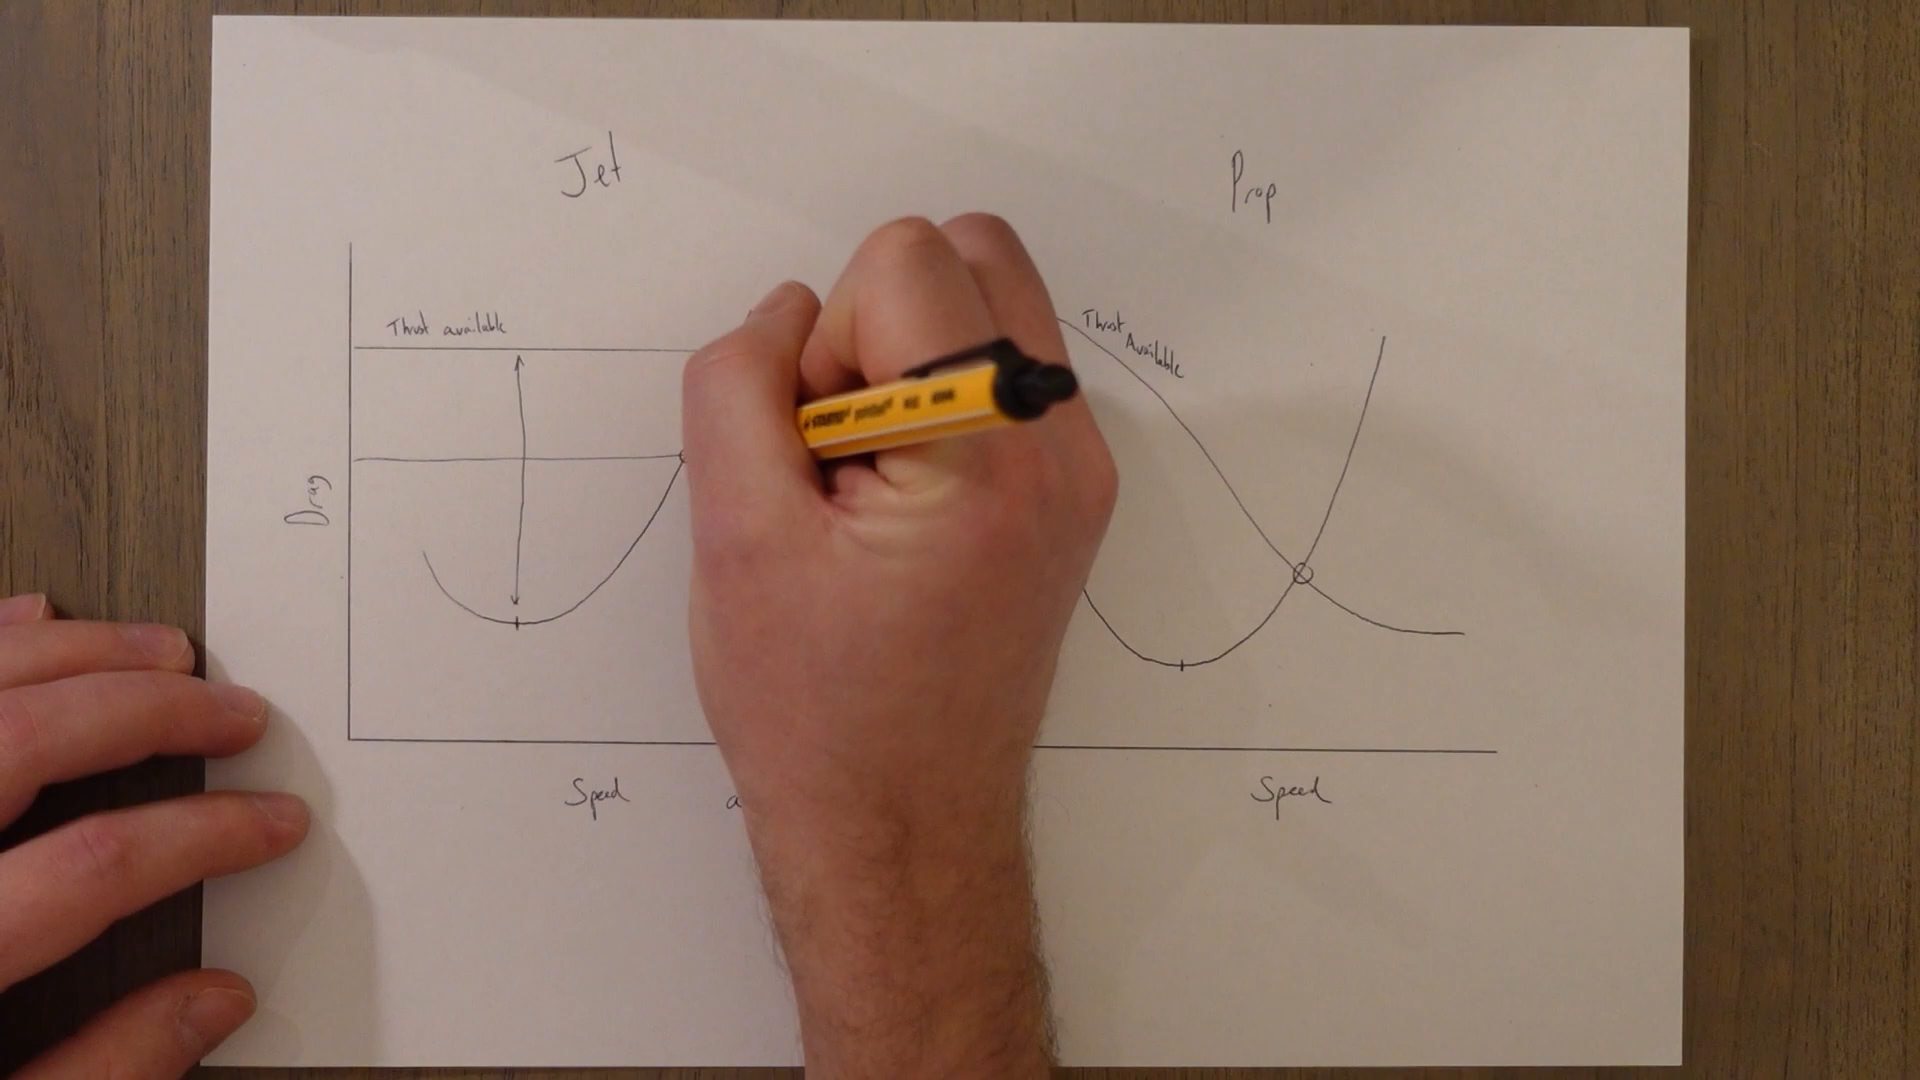 Jet
Prop
Thrust available
Thrust
Available
Drag
Speed
a
Speed